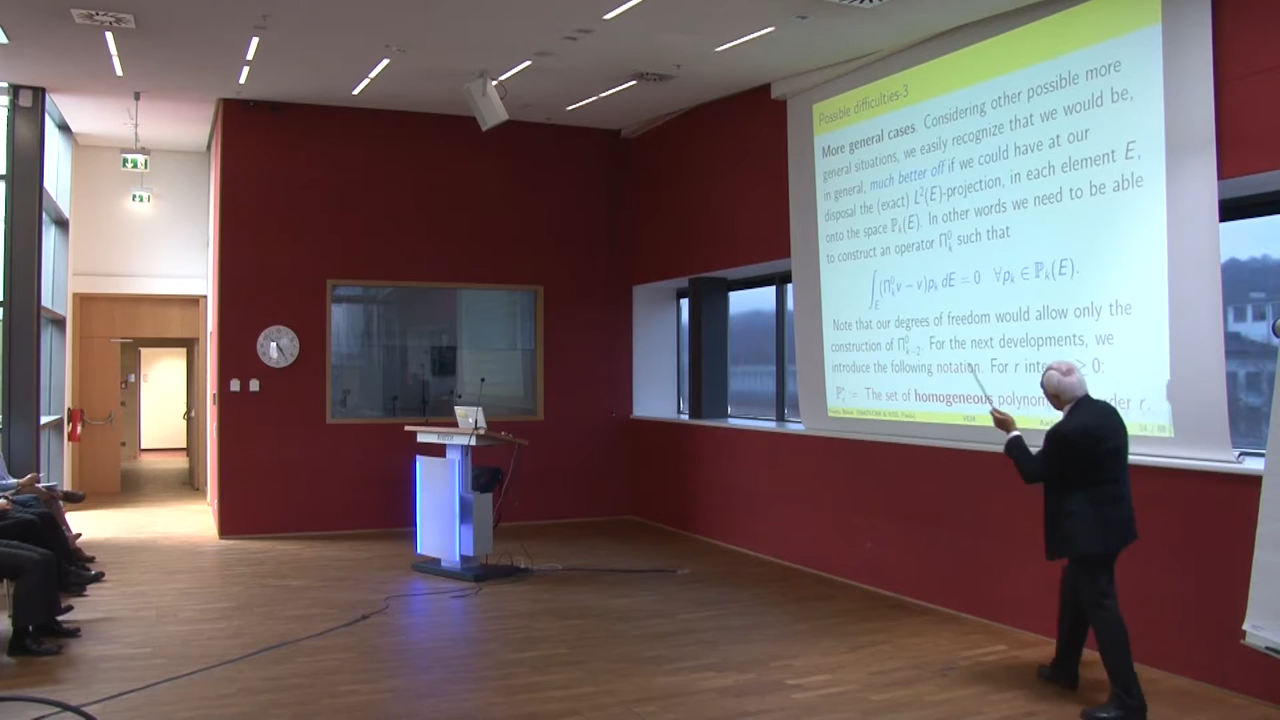 Possible difficulties-3
More general cases. Considering other possible more
general situations, we easily recognize that we would be,
in general, much better off if we could have at our
disposal the (exact) L²(E)-projection, in each element E,
onto the space ℙₖ(E). In other words we need to be able
to construct an operator Π⁰ₖ such that
∫_E (Π⁰ₖv − v)pₖ dE = 0 ∀pₖ ∈ ℙₖ(E).
Note that our degrees of freedom would allow only the
construction of Π⁰ₖ₋₂. For the next developments, we
introduce the following notation. For r inte ≥ 0:
:= The set of homogeneous polynom r.
VEM